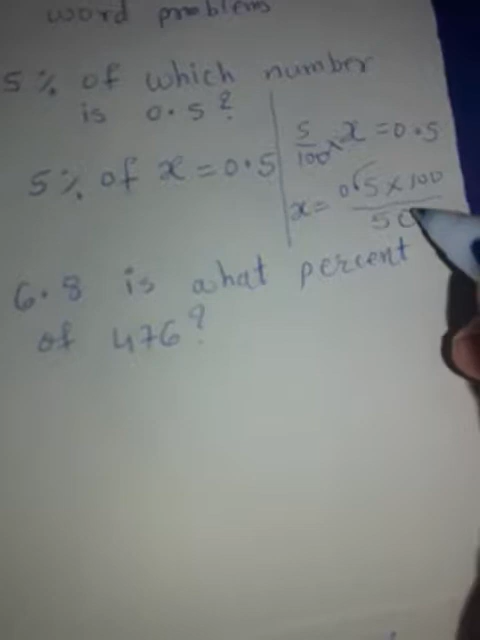 word problems
5% of which number
is 0.5?
5% of x = 0.5
5/100 × x = 0.5
x = 0.5 × 100 / 50
6.8 is what percent
of 476?